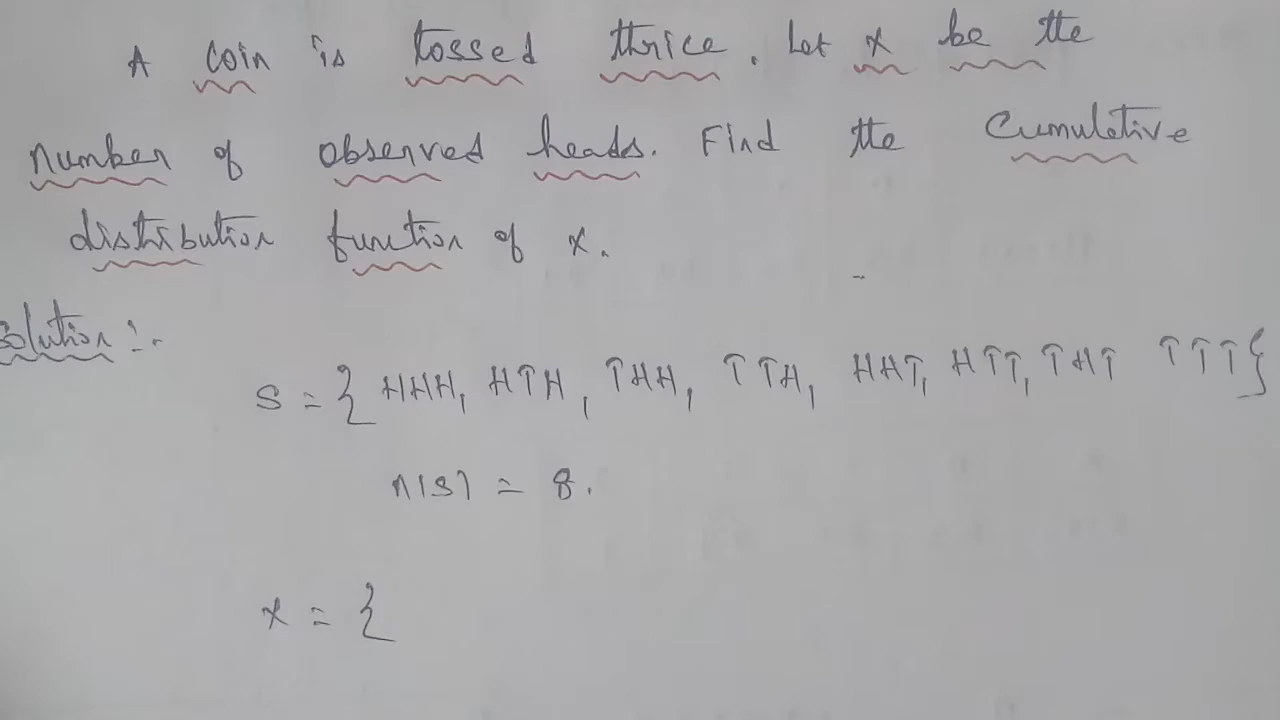 A coin is tossed thrice. Let x be the
number of observed heads. Find the Cumulative
distribution function of x.
Solution :-
S = { HHH, HTH, THH, TTH, HHT, HTT, THT TTT}
n(S) = 8.
x = {